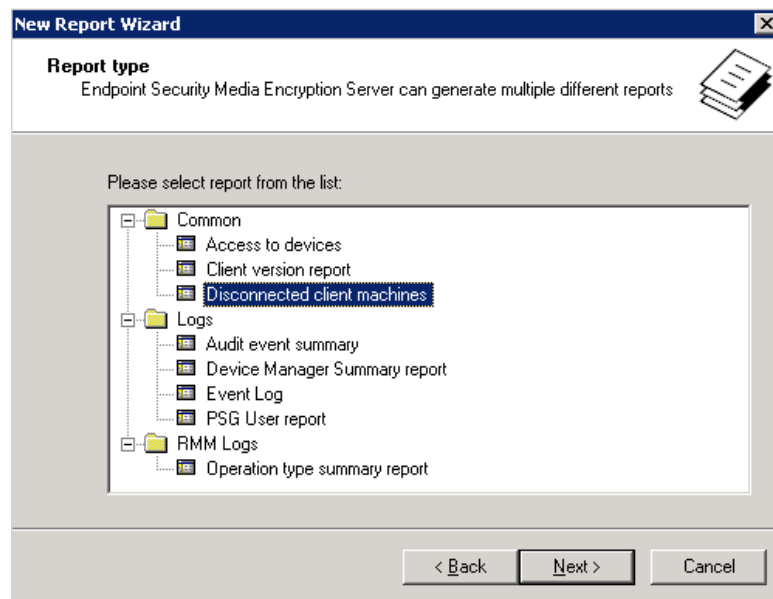 New Report Wizard
Report type
Endpoint Security Media Encryption Server can generate multiple different reports
Please select report from the list:
Common
Access to devices
Client version report
Disconnected client machines
Logs
Audit event summary
Device Manager Summary report
Event Log
PSG User report
RMM Logs
Operation type summary report
< Back Next > Cancel